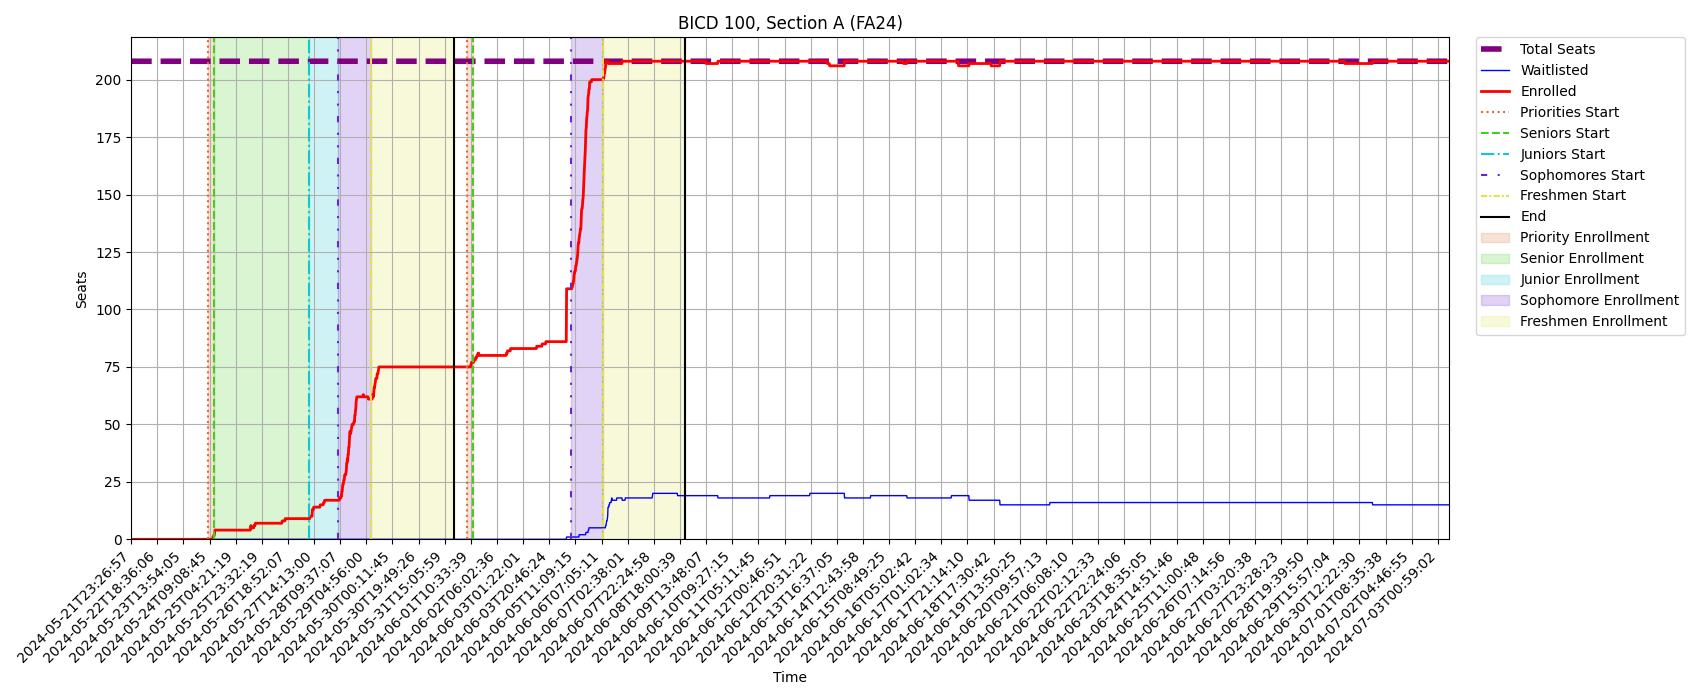 BICD 100, Section A (FA24)
Total Seats
Waitlisted
Enrolled
Priorities Start
Seniors Start
Juniors Start
Sophomores Start
Freshmen Start
End
Priority Enrollment
Senior Enrollment
Junior Enrollment
Sophomore Enrollment
Freshmen Enrollment
Seats
200
175
150
125
100
75
50
25
0
2024-05-21T23:26:57
2024-05-22T18:36:06
2024-05-23T13:54:05
2024-05-24T09:08:45
2024-05-25T04:21:19
2024-05-25T23:32:19
2024-05-26T18:52:07
2024-05-27T14:13:00
2024-05-28T09:37:07
2024-05-29T04:56:00
2024-05-30T00:11:45
2024-05-30T19:49:26
2024-05-31T15:05:59
2024-06-01T10:33:39
2024-06-02T06:02:36
2024-06-03T01:22:01
2024-06-03T20:46:24
2024-06-05T11:09:15
2024-06-06T07:05:11
2024-06-07T02:38:01
2024-06-07T22:24:58
2024-06-08T18:00:39
2024-06-09T13:48:07
2024-06-10T09:27:15
2024-06-11T05:11:45
2024-06-12T00:46:51
2024-06-12T20:31:22
2024-06-13T16:37:05
2024-06-14T12:43:58
2024-06-15T08:49:25
2024-06-16T05:02:42
2024-06-17T01:02:34
2024-06-17T21:14:10
2024-06-18T17:30:42
2024-06-19T13:50:25
2024-06-20T09:57:13
2024-06-21T06:08:10
2024-06-22T02:12:33
2024-06-22T22:24:06
2024-06-23T18:35:05
2024-06-24T14:51:46
2024-06-25T11:00:48
2024-06-26T07:14:56
2024-06-27T03:20:38
2024-06-27T23:28:23
2024-06-28T19:39:50
2024-06-29T15:57:04
2024-06-30T12:22:30
2024-07-01T08:35:38
2024-07-02T04:46:55
2024-07-03T00:59:02
Time